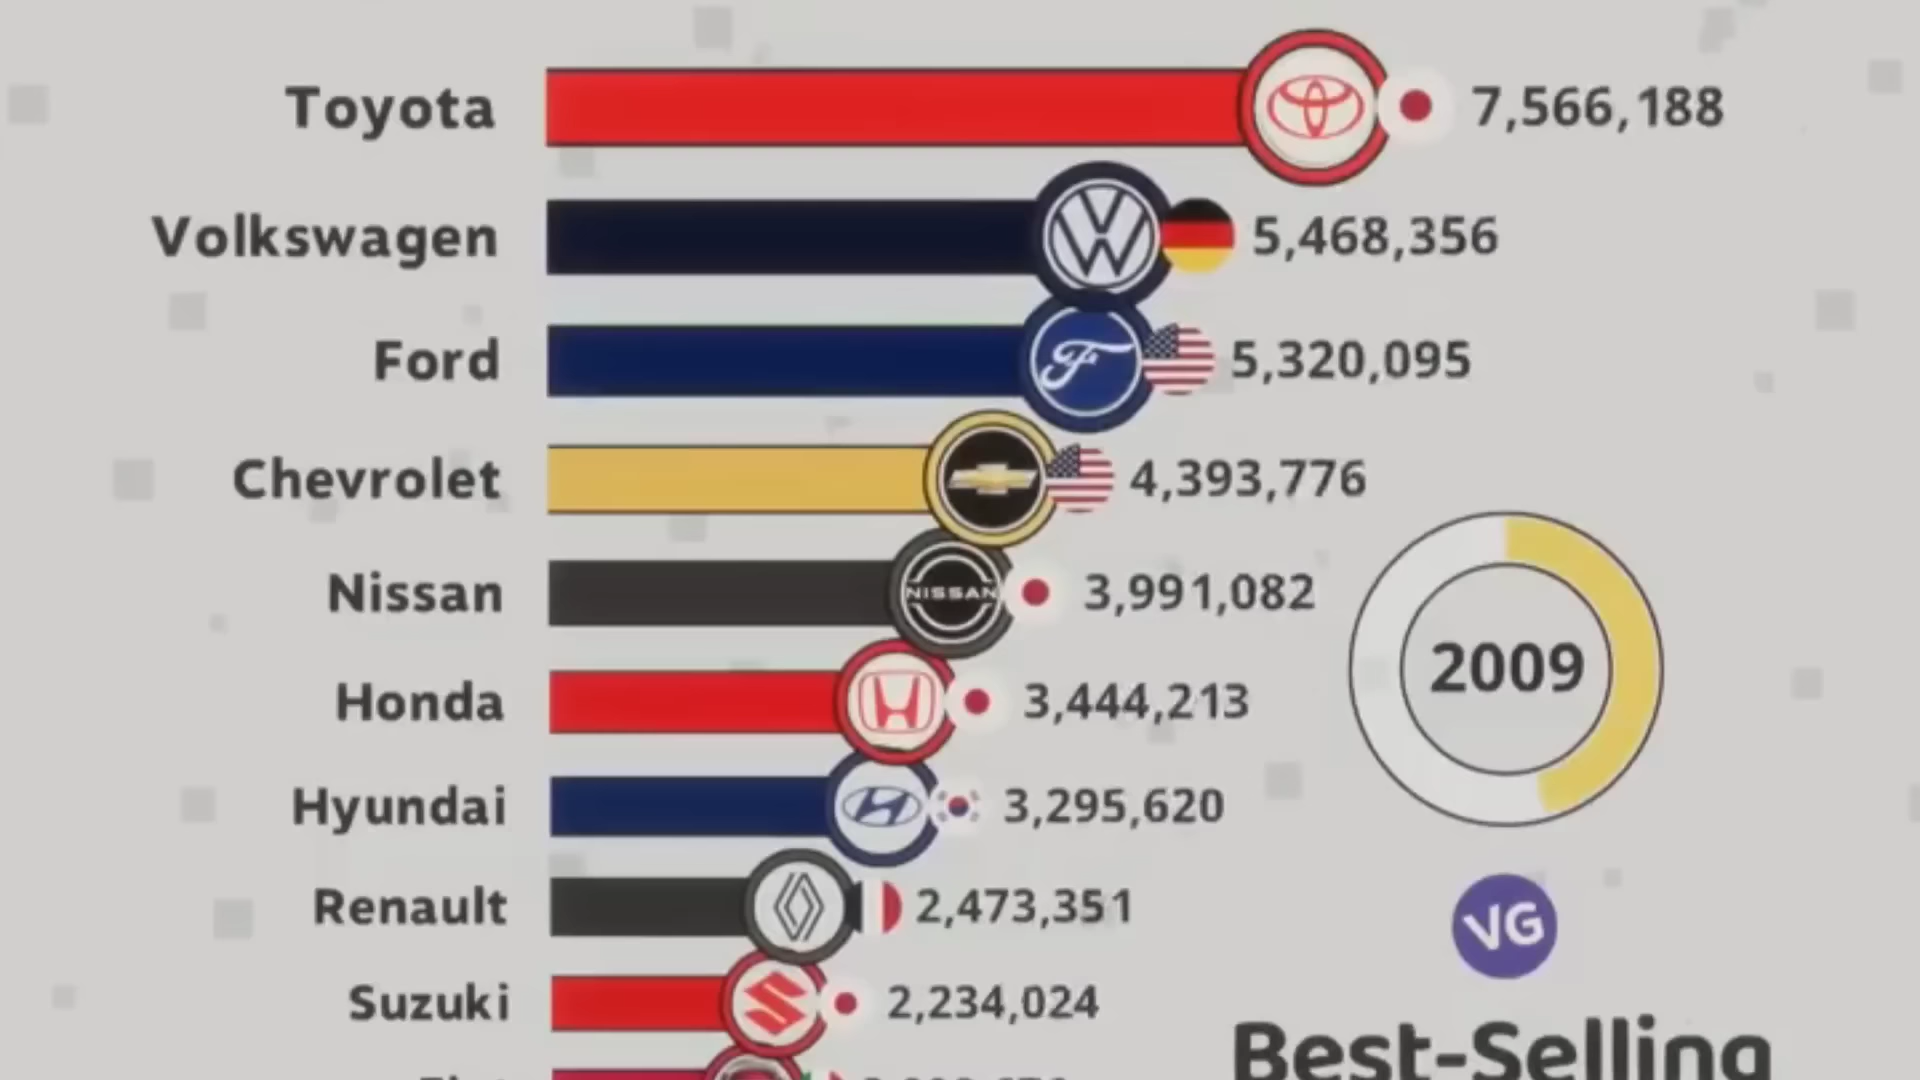 Toyota 7,566,188
Volkswagen 5,468,356
Ford F 5,320,095
Chevrolet 4,393,776
Nissan NISSAN 3,991,082
Honda 3,444,213
2009
Hyundai 3,295,620
Renault 2,473,351
VG
Suzuki 2,234,024
Best-Selling